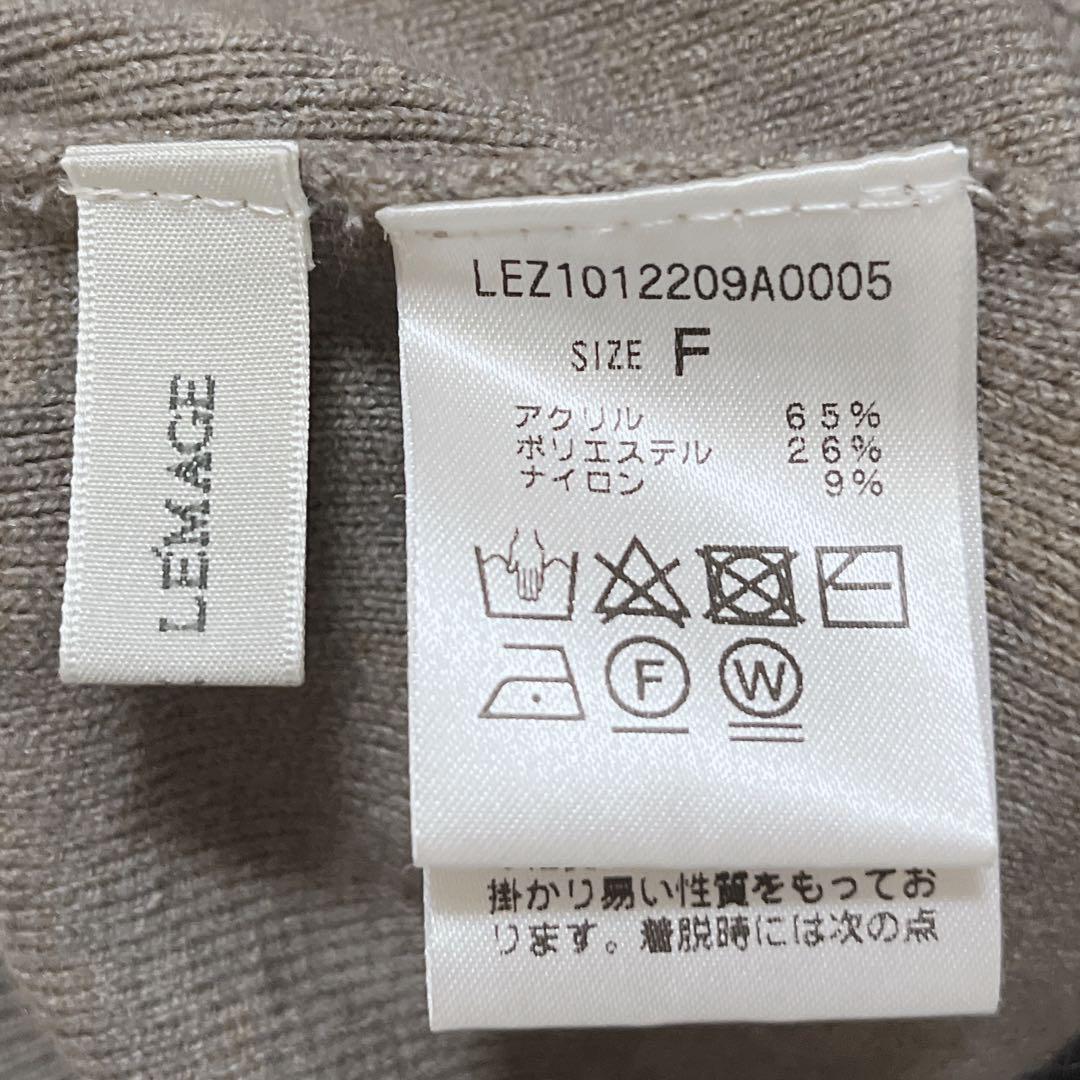 LÉMAGE
LEZ1012209A0005
SIZE F
アクリル 65%
ポリエステル 26%
ナイロン 9%
F W
掛かり易い性質をもってお
ります。着脱時には次の点